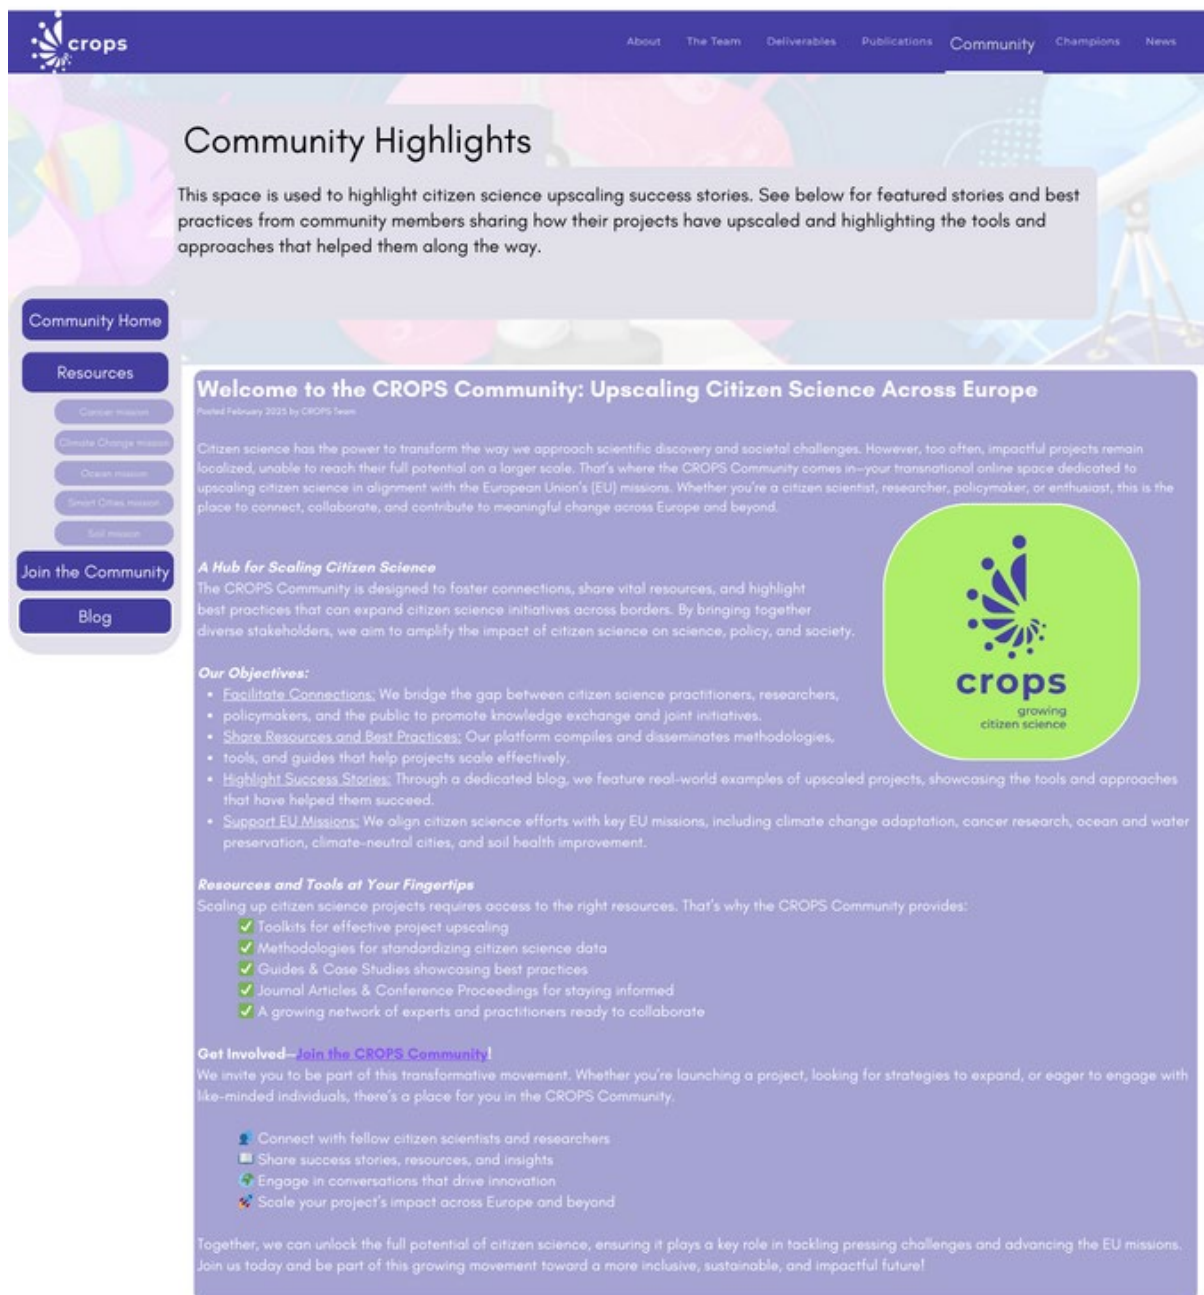 crops
About The Team Deliverables Publications Community Champions News
Community Highlights
This space is used to highlight citizen science upscaling success stories. See below for featured stories and best
practices from community members sharing how their projects have upscaled and highlighting the tools and
approaches that helped them along the way.
Community Home
Resources
Cancer mission
Climate Change mission
Ocean mission
Smart Cities mission
Soil mission
Join the Community
Blog
Welcome to the CROPS Community: Upscaling Citizen Science Across Europe
Posted February 2025 by CROPS Team
Citizen science has the power to transform the way we approach scientific discovery and societal challenges. However, too often, impactful projects remain
localized, unable to reach their full potential on a larger scale. That's where the CROPS Community comes in—your transnational online space dedicated to
upscaling citizen science in alignment with the European Union's (EU) missions. Whether you're a citizen scientist, researcher, policymaker, or enthusiast, this is the
place to connect, collaborate, and contribute to meaningful change across Europe and beyond.
A Hub for Scaling Citizen Science
The CROPS Community is designed to foster connections, share vital resources, and highlight
best practices that can expand citizen science initiatives across borders. By bringing together
diverse stakeholders, we aim to amplify the impact of citizen science on science, policy, and society.
crops
growing
citizen science
Our Objectives:
• Facilitate Connections: We bridge the gap between citizen science practitioners, researchers,
• policymakers, and the public to promote knowledge exchange and joint initiatives.
• Share Resources and Best Practices: Our platform compiles and disseminates methodologies,
• tools, and guides that help projects scale effectively.
• Highlight Success Stories: Through a dedicated blog, we feature real-world examples of upscaled projects, showcasing the tools and approaches
that have helped them succeed.
• Support EU Missions: We align citizen science efforts with key EU missions, including climate change adaptation, cancer research, ocean and water
preservation, climate-neutral cities, and soil health improvement.
Resources and Tools at Your Fingertips
Scaling up citizen science projects requires access to the right resources. That's why the CROPS Community provides:
✅ Toolkits for effective project upscaling
✅ Methodologies for standardizing citizen science data
✅ Guides & Case Studies showcasing best practices
✅ Journal Articles & Conference Proceedings for staying informed
✅ A growing network of experts and practitioners ready to collaborate
Get Involved—Join the CROPS Community!
We invite you to be part of this transformative movement. Whether you're launching a project, looking for strategies to expand, or eager to engage with
like-minded individuals, there's a place for you in the CROPS Community.
👥 Connect with fellow citizen scientists and researchers
📖 Share success stories, resources, and insights
🌍 Engage in conversations that drive innovation
🚀 Scale your project's impact across Europe and beyond
Together, we can unlock the full potential of citizen science, ensuring it plays a key role in tackling pressing challenges and advancing the EU missions.
Join us today and be part of this growing movement toward a more inclusive, sustainable, and impactful future!